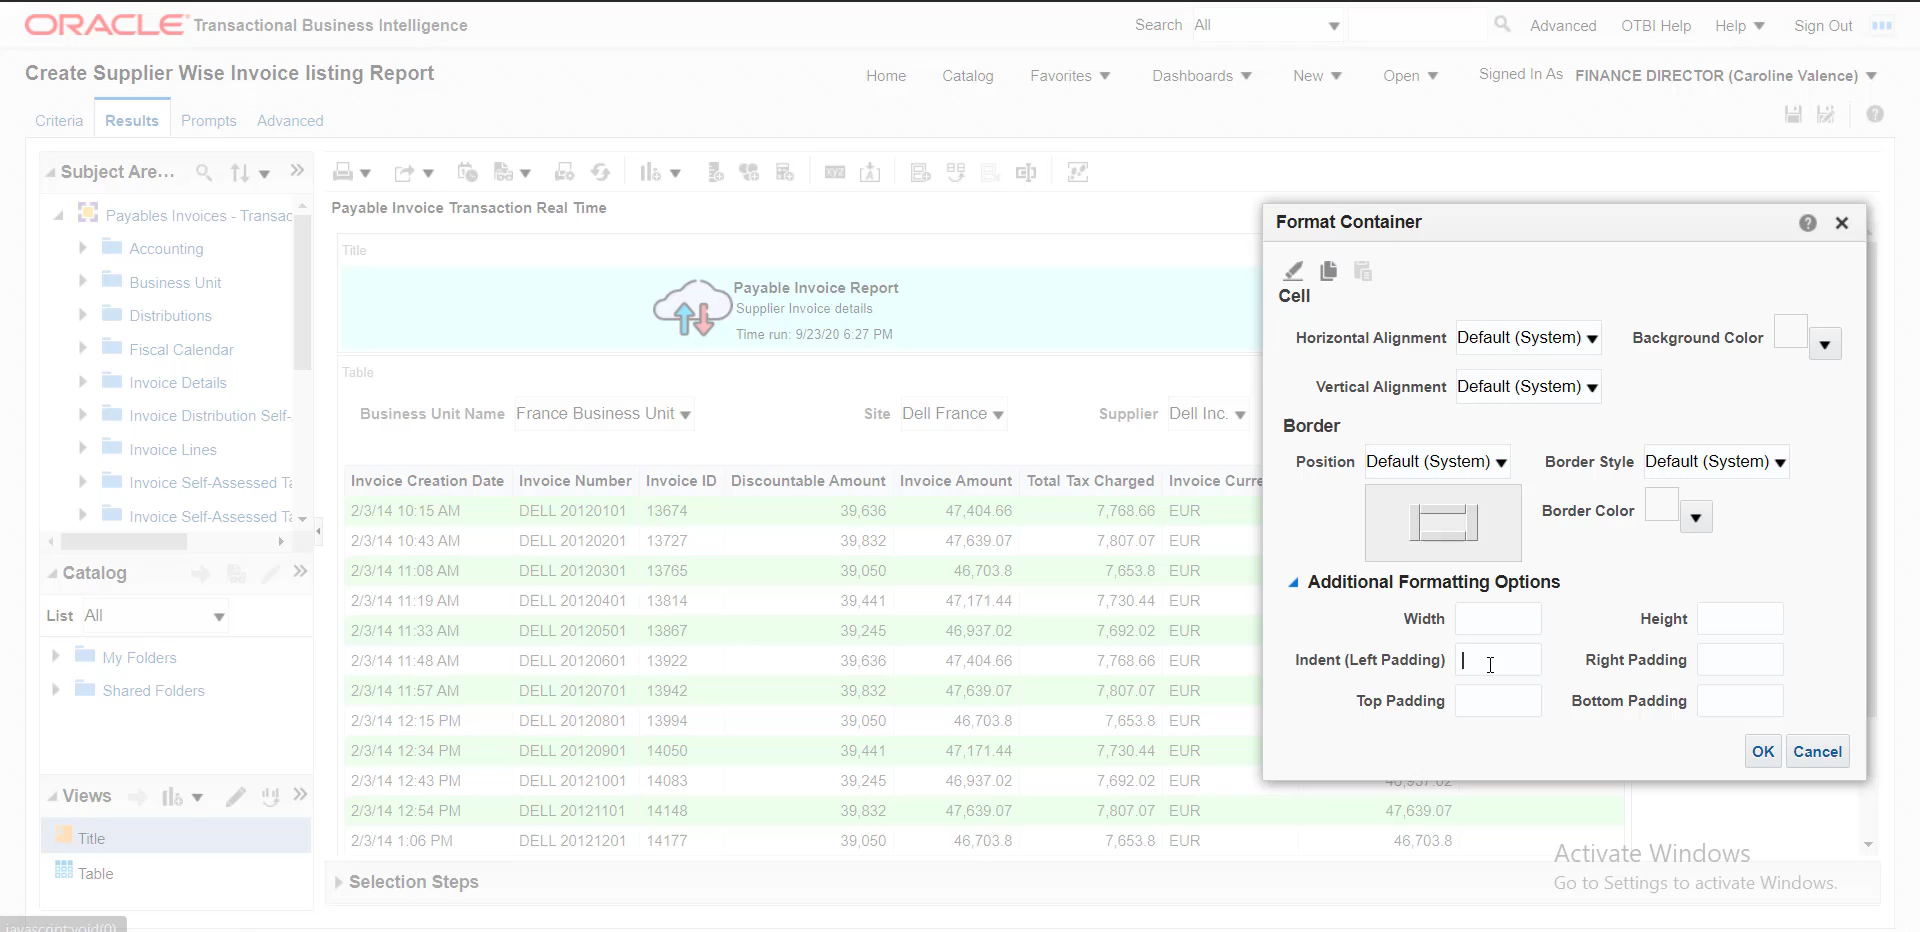 ORACLE Transactional Business Intelligence
Search All Advanced OTBI Help Help Sign Out
Create Supplier Wise Invoice listing Report
Home Catalog Favorites Dashboards New Open Signed In As FINANCE DIRECTOR (Caroline Valence)
Criteria Results Prompts Advanced
Subject Are...
Payables Invoices - Transac
Accounting
Business Unit
Distributions
Fiscal Calendar
Invoice Details
Invoice Distribution Self-
Invoice Lines
Invoice Self-Assessed Ta
Invoice Self-Assessed Ta
Catalog
List All
My Folders
Shared Folders
Views
Title
Table
Payable Invoice Transaction Real Time
Title
Payable Invoice Report
Supplier Invoice details
Time run: 9/23/20 6:27 PM
Table
Business Unit Name France Business Unit Site Dell France Supplier Dell Inc.
Invoice Creation Date Invoice Number Invoice ID Discountable Amount Invoice Amount Total Tax Charged Invoice Curre
2/3/14 10:15 AM DELL 20120101 13674 39,636 47,404.66 7,768.66 EUR
2/3/14 10:43 AM DELL 20120201 13727 39,832 47,639.07 7,807.07 EUR
2/3/14 11:08 AM DELL 20120301 13765 39,050 46,703.8 7,653.8 EUR
2/3/14 11:19 AM DELL 20120401 13814 39,441 47,171.44 7,730.44 EUR
2/3/14 11:33 AM DELL 20120501 13867 39,245 46,937.02 7,692.02 EUR
2/3/14 11:48 AM DELL 20120601 13922 39,636 47,404.66 7,768.66 EUR
2/3/14 11:57 AM DELL 20120701 13942 39,832 47,639.07 7,807.07 EUR
2/3/14 12:15 PM DELL 20120801 13994 39,050 46,703.8 7,653.8 EUR
2/3/14 12:34 PM DELL 20120901 14050 39,441 47,171.44 7,730.44 EUR
2/3/14 12:43 PM DELL 20121001 14083 39,245 46,937.02 7,692.02 EUR 46,937.02
2/3/14 12:54 PM DELL 20121101 14148 39,832 47,639.07 7,807.07 EUR 47,639.07
2/3/14 1:06 PM DELL 20121201 14177 39,050 46,703.8 7,653.8 EUR 46,703.8
Selection Steps
Format Container
Cell
Horizontal Alignment Default (System) Background Color
Vertical Alignment Default (System)
Border
Position Default (System) Border Style Default (System)
Border Color
Additional Formatting Options
Width Height
Indent (Left Padding) Right Padding
Top Padding Bottom Padding
OK Cancel
Activate Windows
Go to Settings to activate Windows.
javascript:void(0)